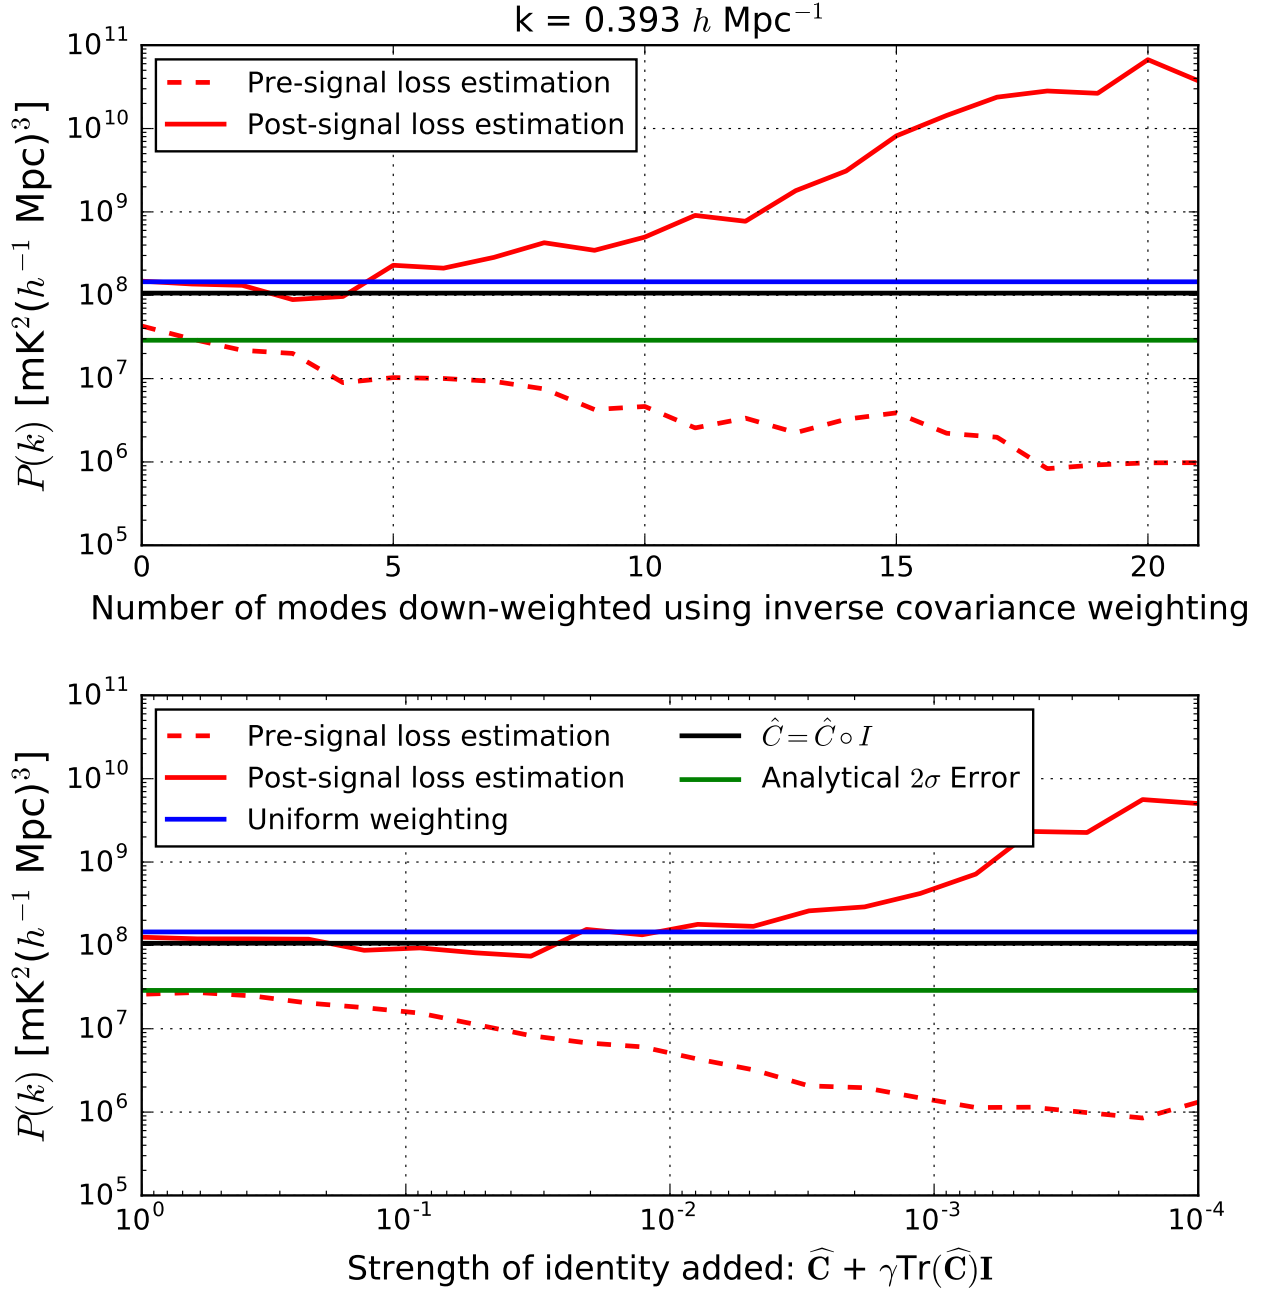 k = 0.393 h Mpc⁻¹
10¹¹
10¹⁰
10⁹
10⁸
10⁷
10⁶
10⁵
P(k) [mK²(h⁻¹ Mpc)³]
Pre-signal loss estimation
Post-signal loss estimation
0 5 10 15 20
Number of modes down-weighted using inverse covariance weighting
10¹¹
10¹⁰
10⁹
10⁸
10⁷
10⁶
10⁵
P(k) [mK²(h⁻¹ Mpc)³]
Pre-signal loss estimation
Post-signal loss estimation
Uniform weighting
Ĉ = Ĉ ∘ I
Analytical 2σ Error
10⁰ 10⁻¹ 10⁻² 10⁻³ 10⁻⁴
Strength of identity added: Ĉ + γTr(Ĉ)I